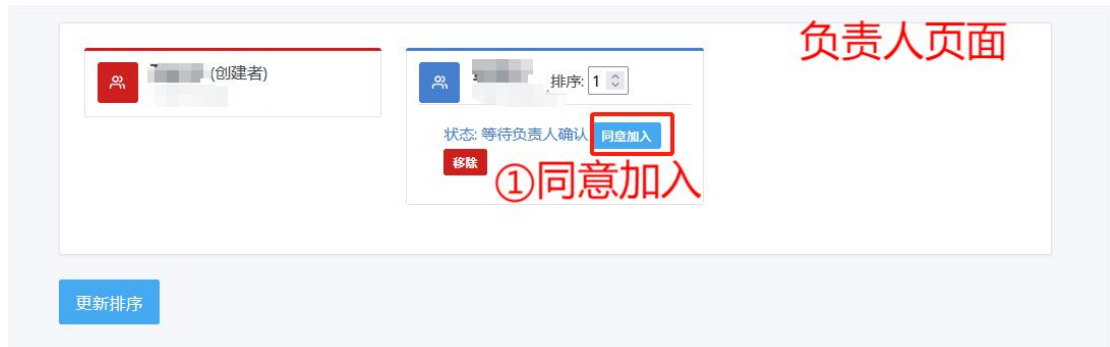 负责人页面
(创建者)
排序: 1
状态: 等待负责人确认 同意加入
移除
①同意加入
更新排序